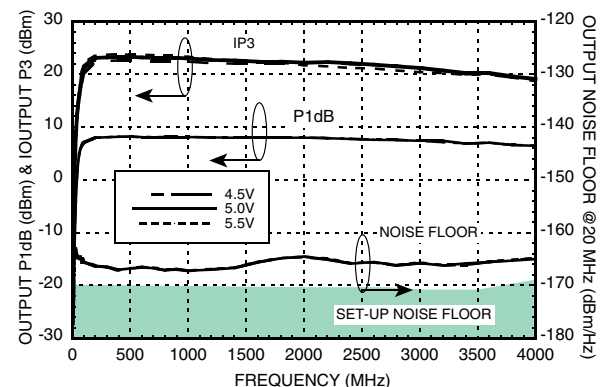 OUTPUT P1dB (dBm) & IOUTPUT P3 (dBm)
30
20
10
0
-10
-20
-30
IP3
P1dB
4.5V
5.0V
5.5V
NOISE FLOOR
SET-UP NOISE FLOOR
-120
-130
-140
-150
-160
-170
-180
OUTPUT NOISE FLOOR @20 MHz (dBm/Hz)
0 500 1000 1500 2000 2500 3000 3500 4000
FREQUENCY (MHz)